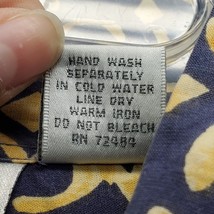 HAND WASH
SEPARATELY
IN COLD WATER
LINE DRY
WARM IRON
DO NOT BLEACH
RN 72484